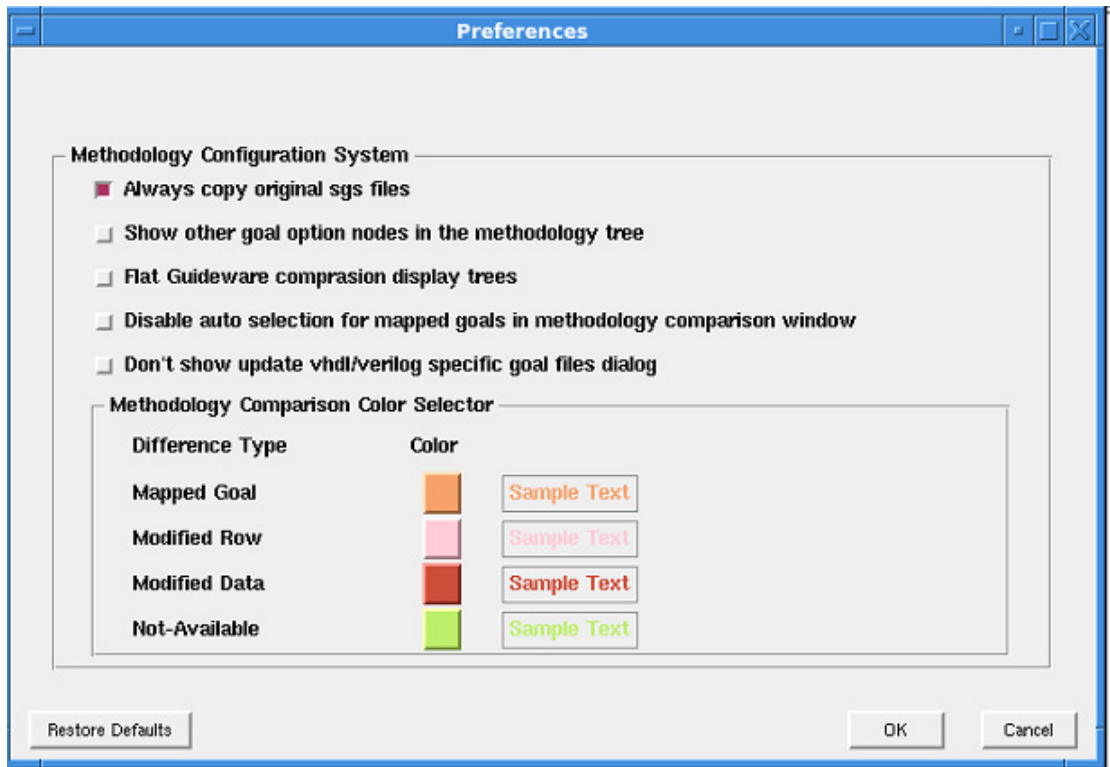 Preferences
Methodology Configuration System
Always copy original sgs files
Show other goal option nodes in the methodology tree
Flat Guideware comprasion display trees
Disable auto selection for mapped goals in methodology comparison window
Don't show update vhdl/verilog specific goal files dialog
Methodology Comparison Color Selector
Difference Type Color
Mapped Goal Sample Text
Modified Row Sample Text
Modified Data Sample Text
Not-Available Sample Text
Restore Defaults OK Cancel